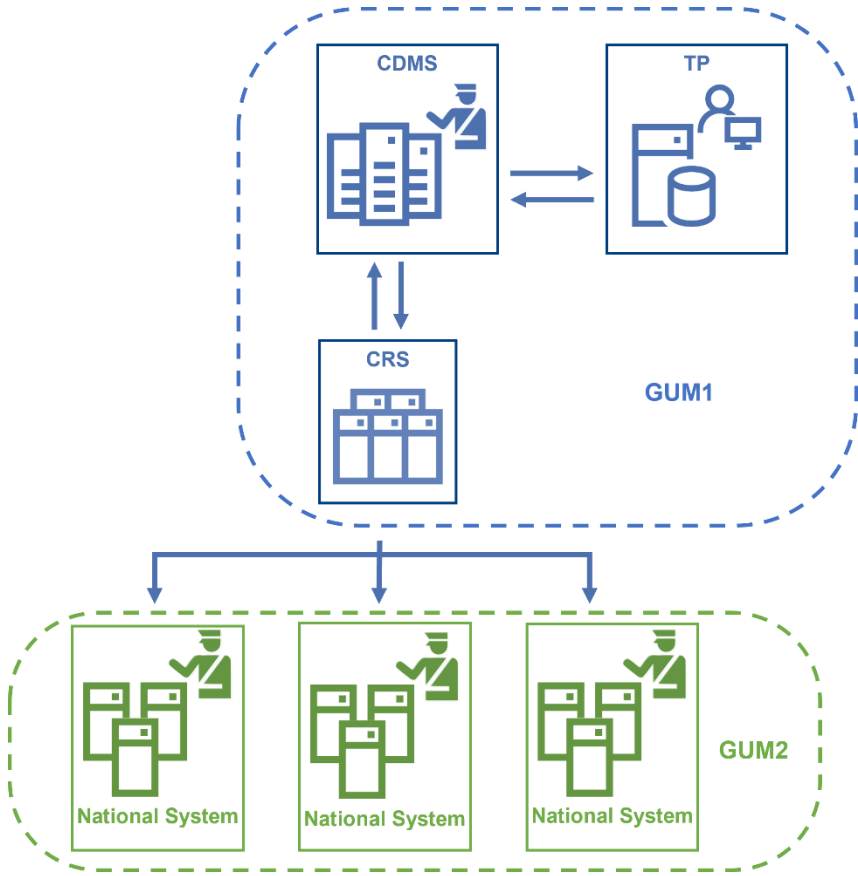 CDMS
TP
CRS
GUM1
GUM2
National System
National System
National System